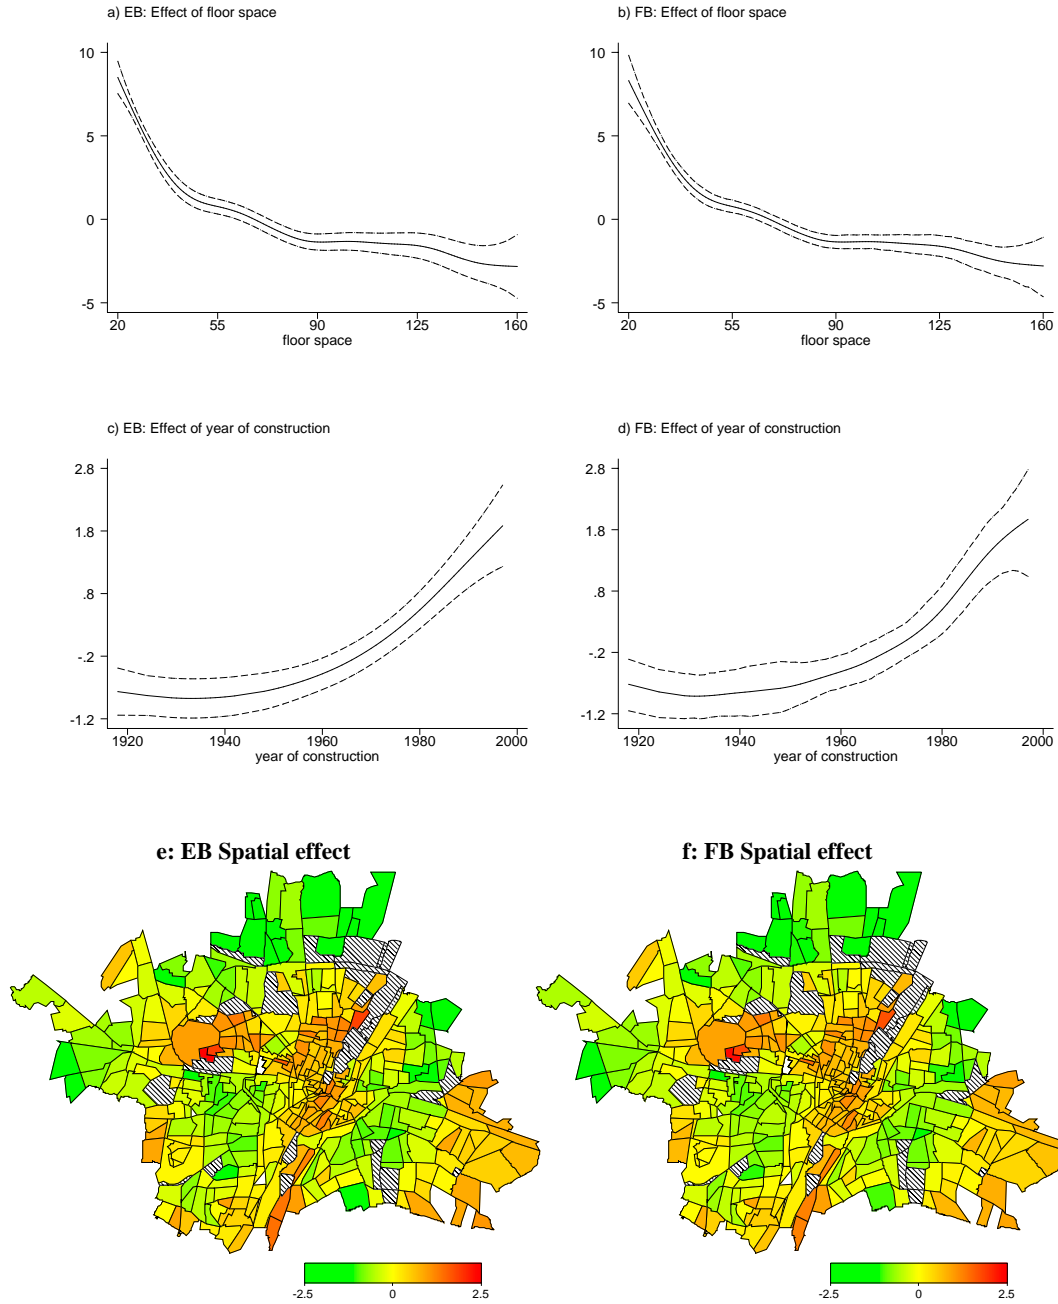 a) EB: Effect of floor space
b) FB: Effect of floor space
10
5
0
-5
20 55 90 125 160
floor space
10
5
0
-5
20 55 90 125 160
floor space
c) EB: Effect of year of construction
d) FB: Effect of year of construction
2.8
1.8
.8
-.2
-1.2
1920 1940 1960 1980 2000
year of construction
2.8
1.8
.8
-.2
-1.2
1920 1940 1960 1980 2000
year of construction
e: EB Spatial effect
f: FB Spatial effect
-2.5 0 2.5
-2.5 0 2.5